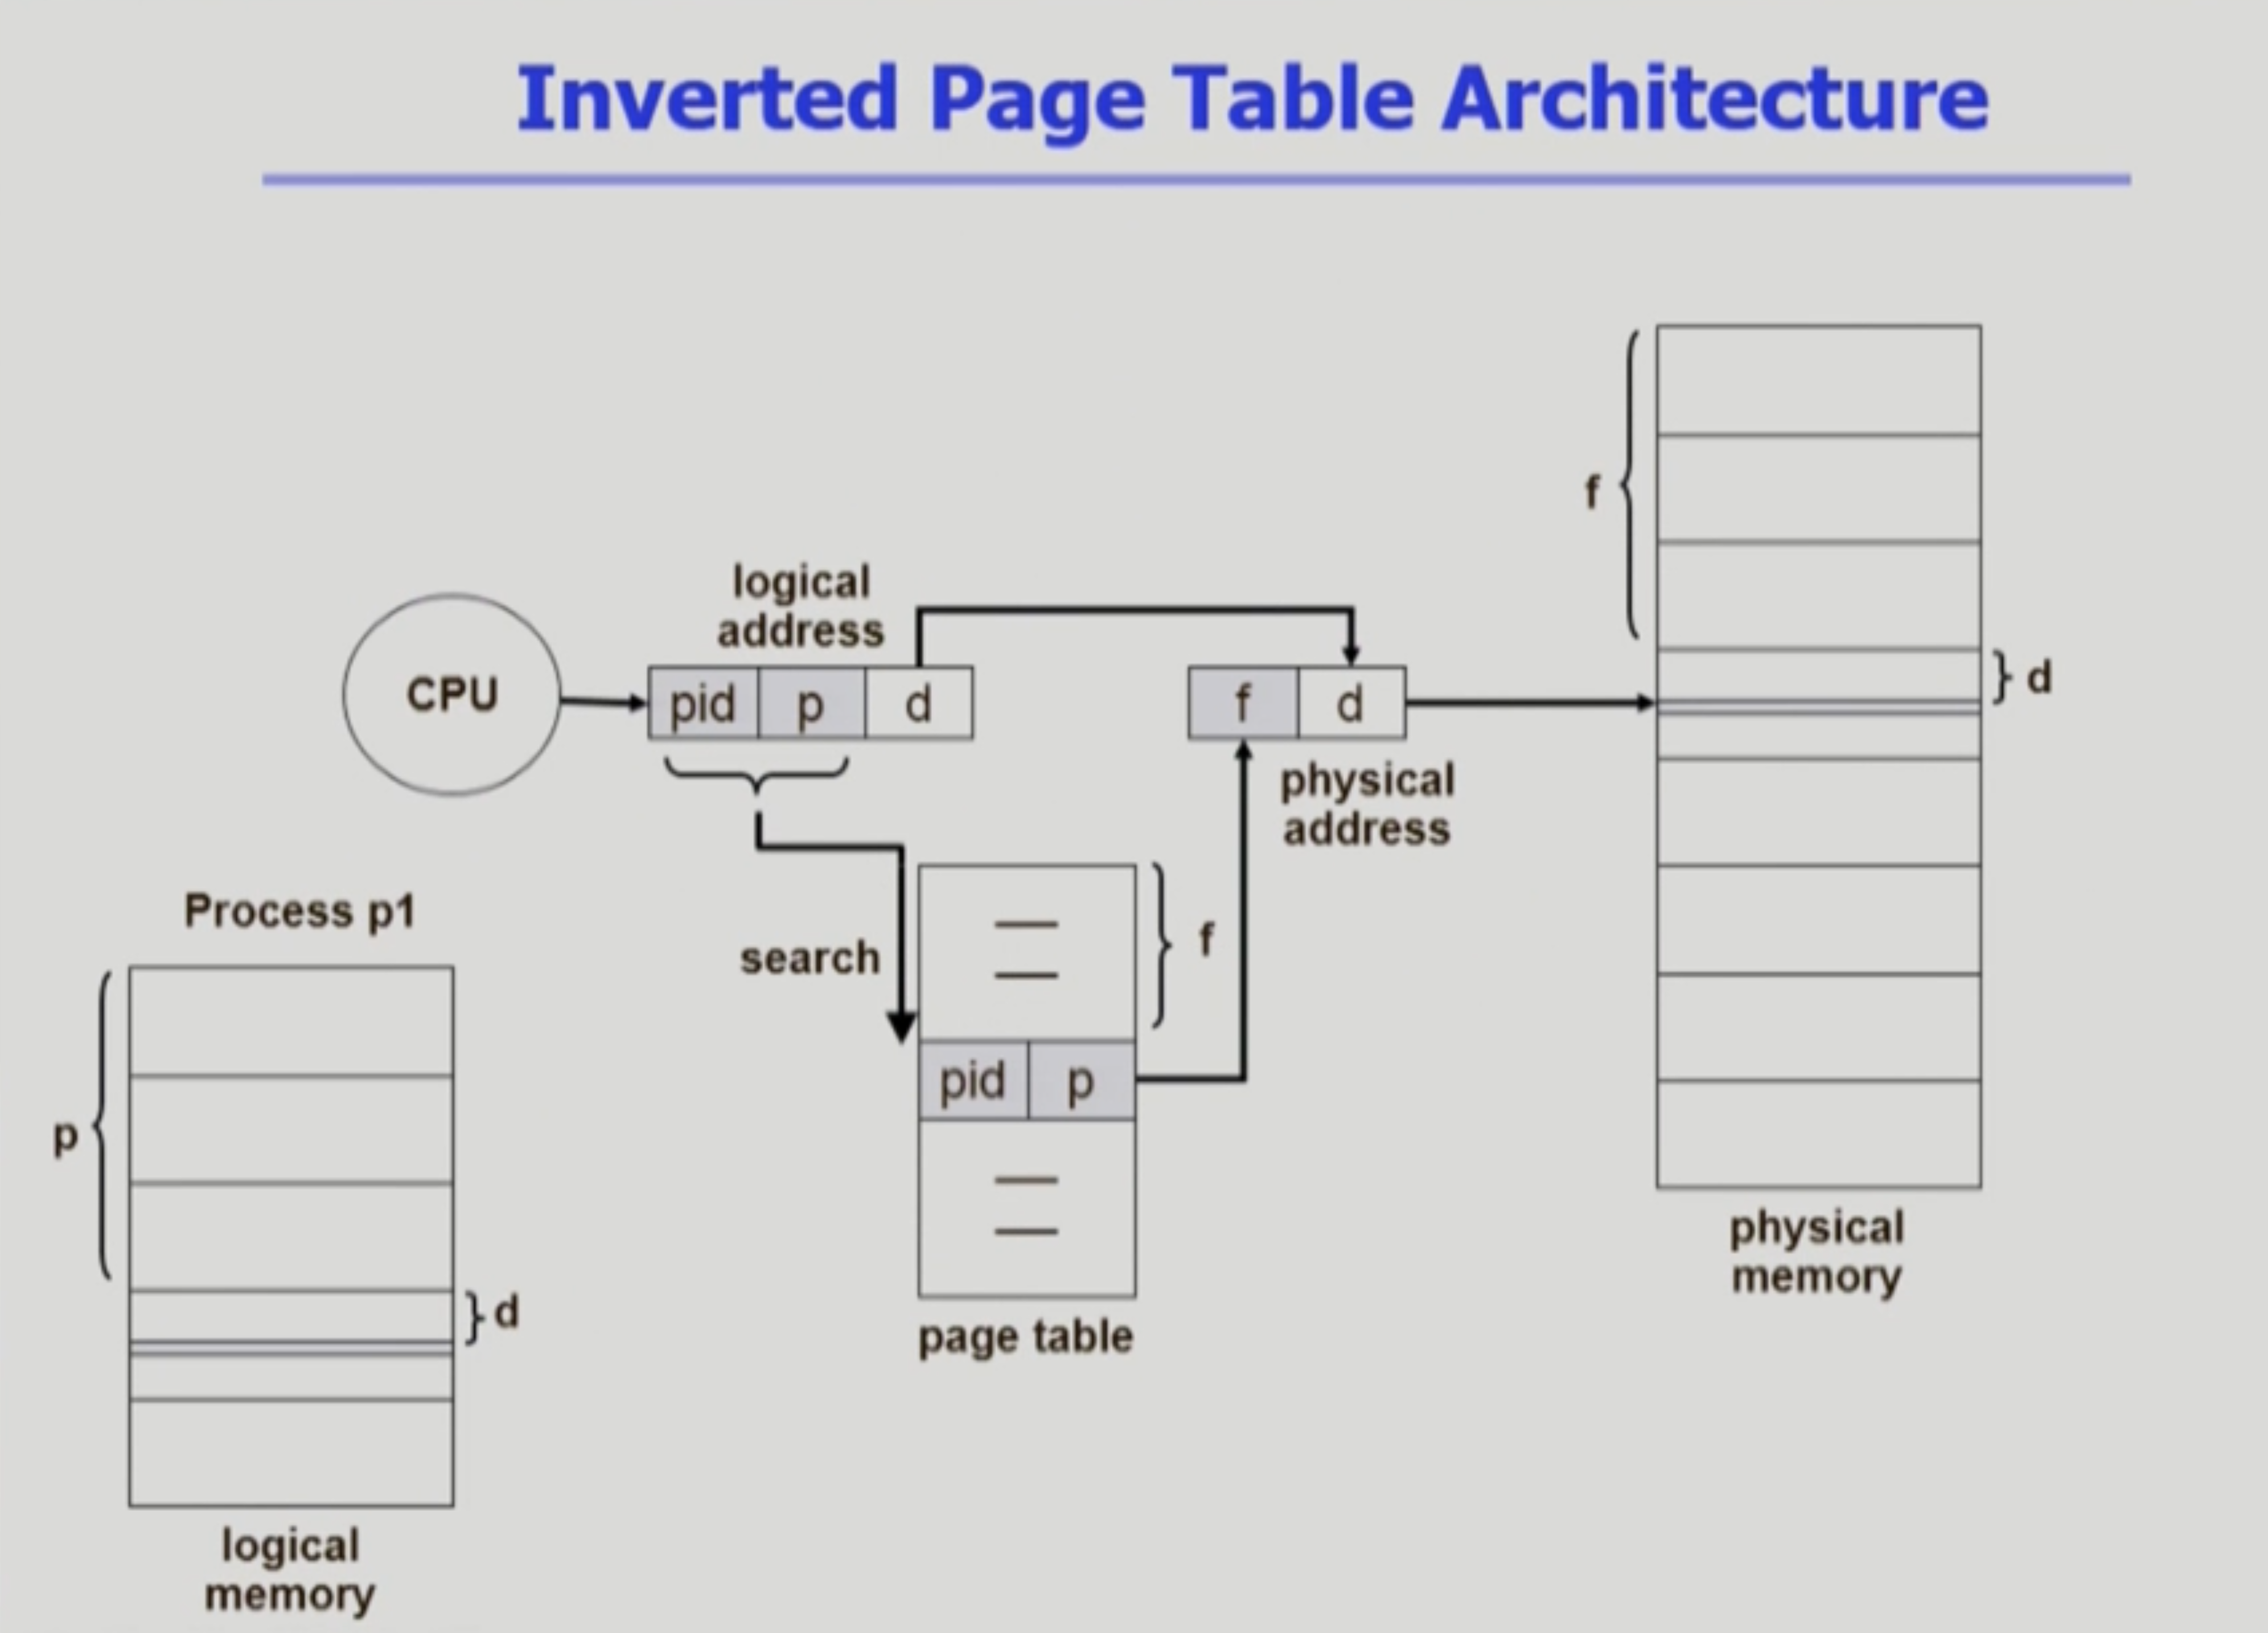 Inverted Page Table Architecture
logical
address
CPU
pid p d
f d
f
d
physical
address
Process p1
search
f
pid p
p
d
page table
physical
memory
logical
memory